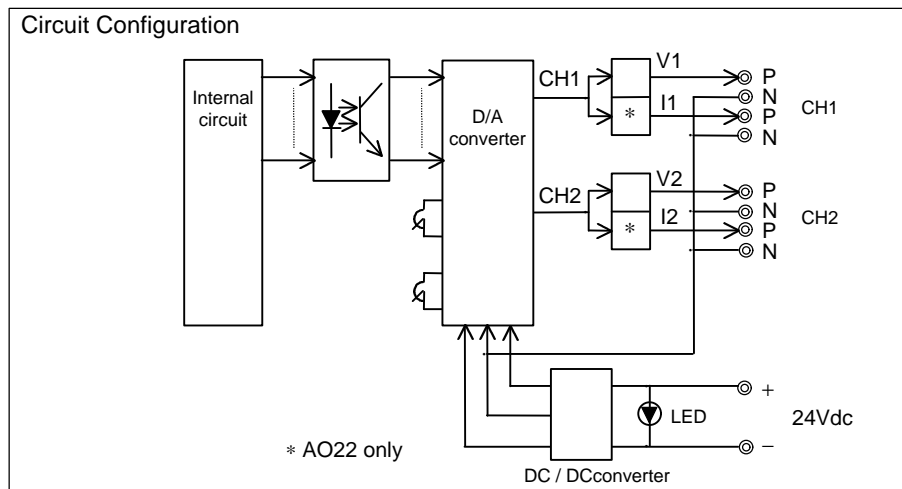 Circuit Configuration
Internal
circuit
D/A
converter
CH1
V1
*
I1
P
N
P
N
CH1
CH2
V2
*
I2
P
N
P
N
CH2
LED
+
−
24Vdc
* AO22 only
DC / DCconverter